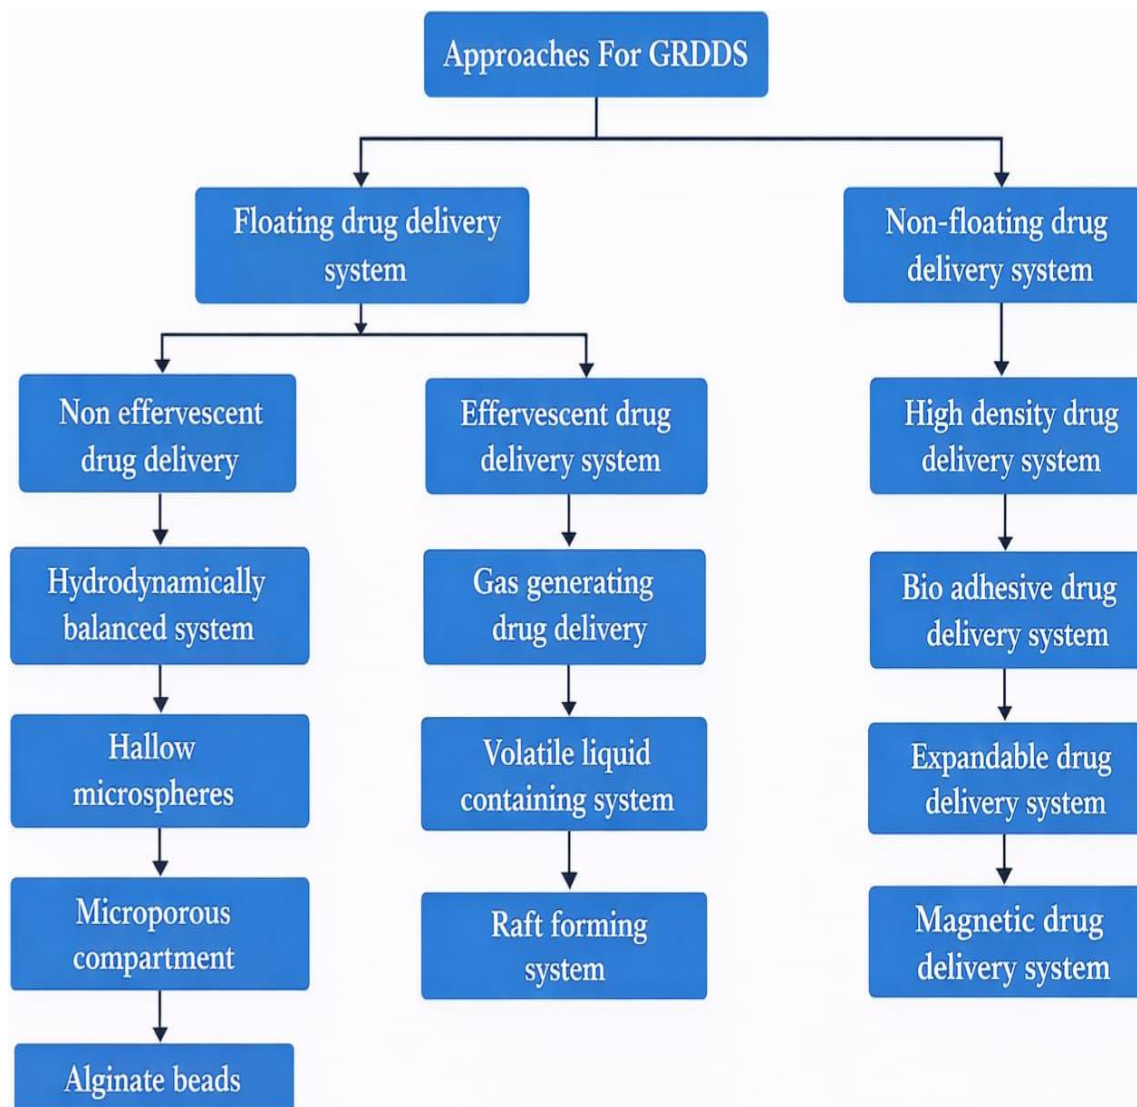 Approaches For GRDDS
Floating drug delivery
system
Non-floating drug
delivery system
Non effervescent
drug delivery
Effervescent drug
delivery system
High density drug
delivery system
Hydrodynamically
balanced system
Gas generating
drug delivery
Bio adhesive drug
delivery system
Hallow
microspheres
Volatile liquid
containing system
Expandable drug
delivery system
Microporous
compartment
Raft forming
system
Magnetic drug
delivery system
Alginate beads